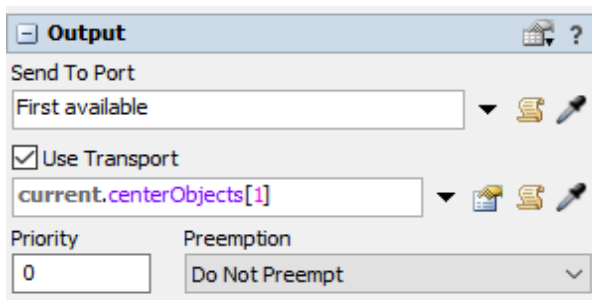 Output ?
Send To Port
First available
Use Transport
current.centerObjects[1]
Priority Preemption
0 Do Not Preempt